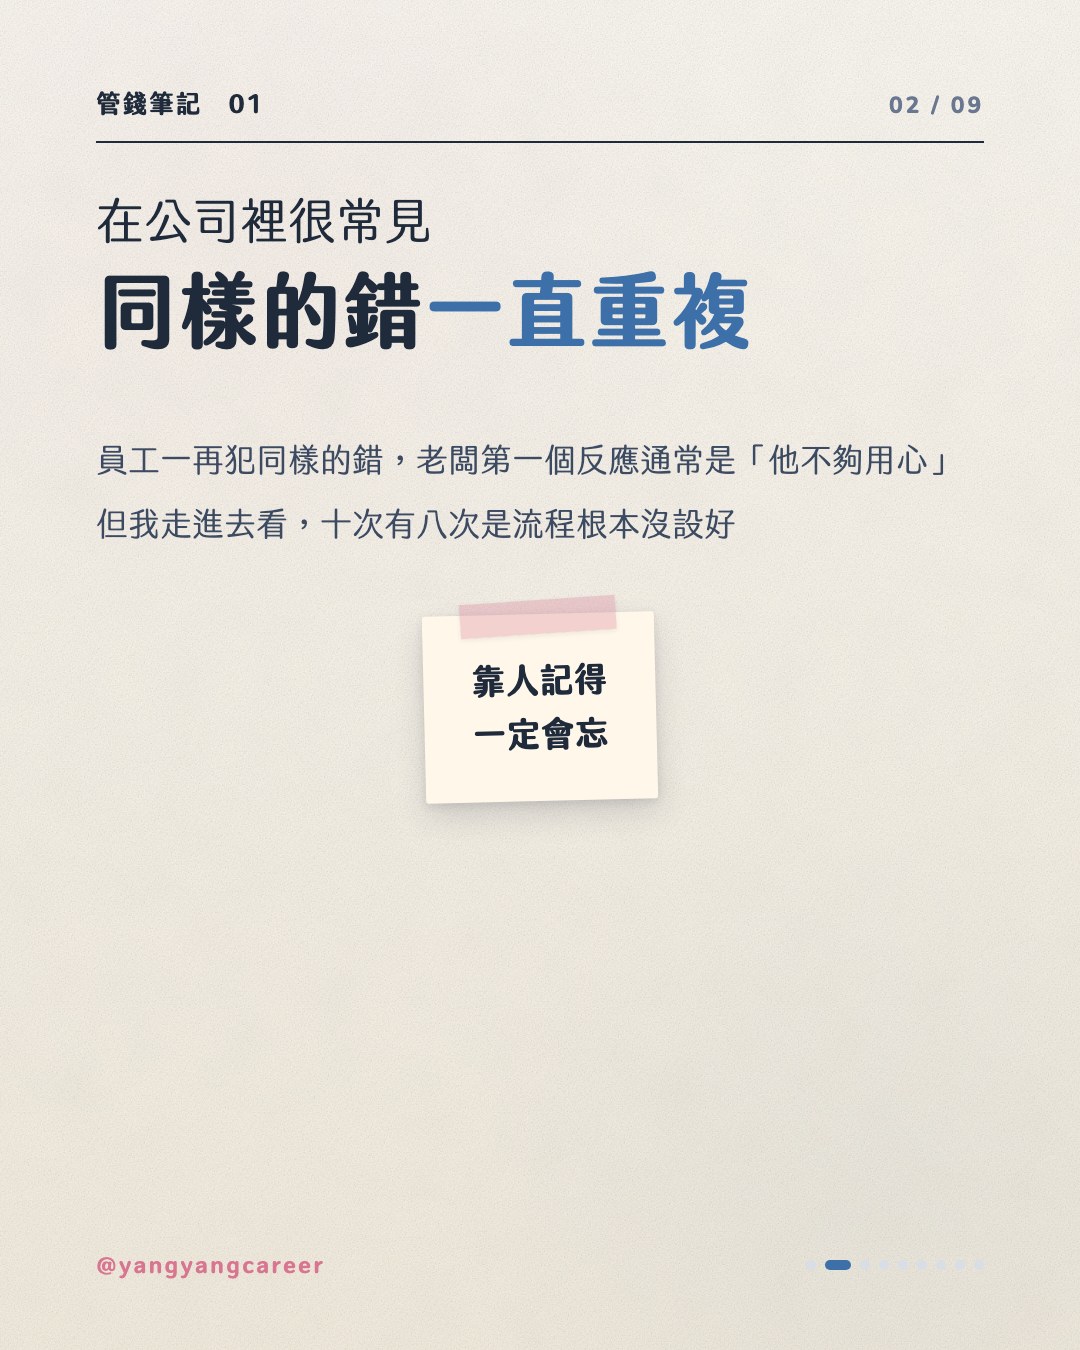 管錢筆記 01
02 / 09
在公司裡很常見
同樣的錯一直重複
員工一再犯同樣的錯，老闆第一個反應通常是「他不夠用心」
但我走進去看，十次有八次是流程根本沒設好
靠人記得
一定會忘
@yangyangcareer